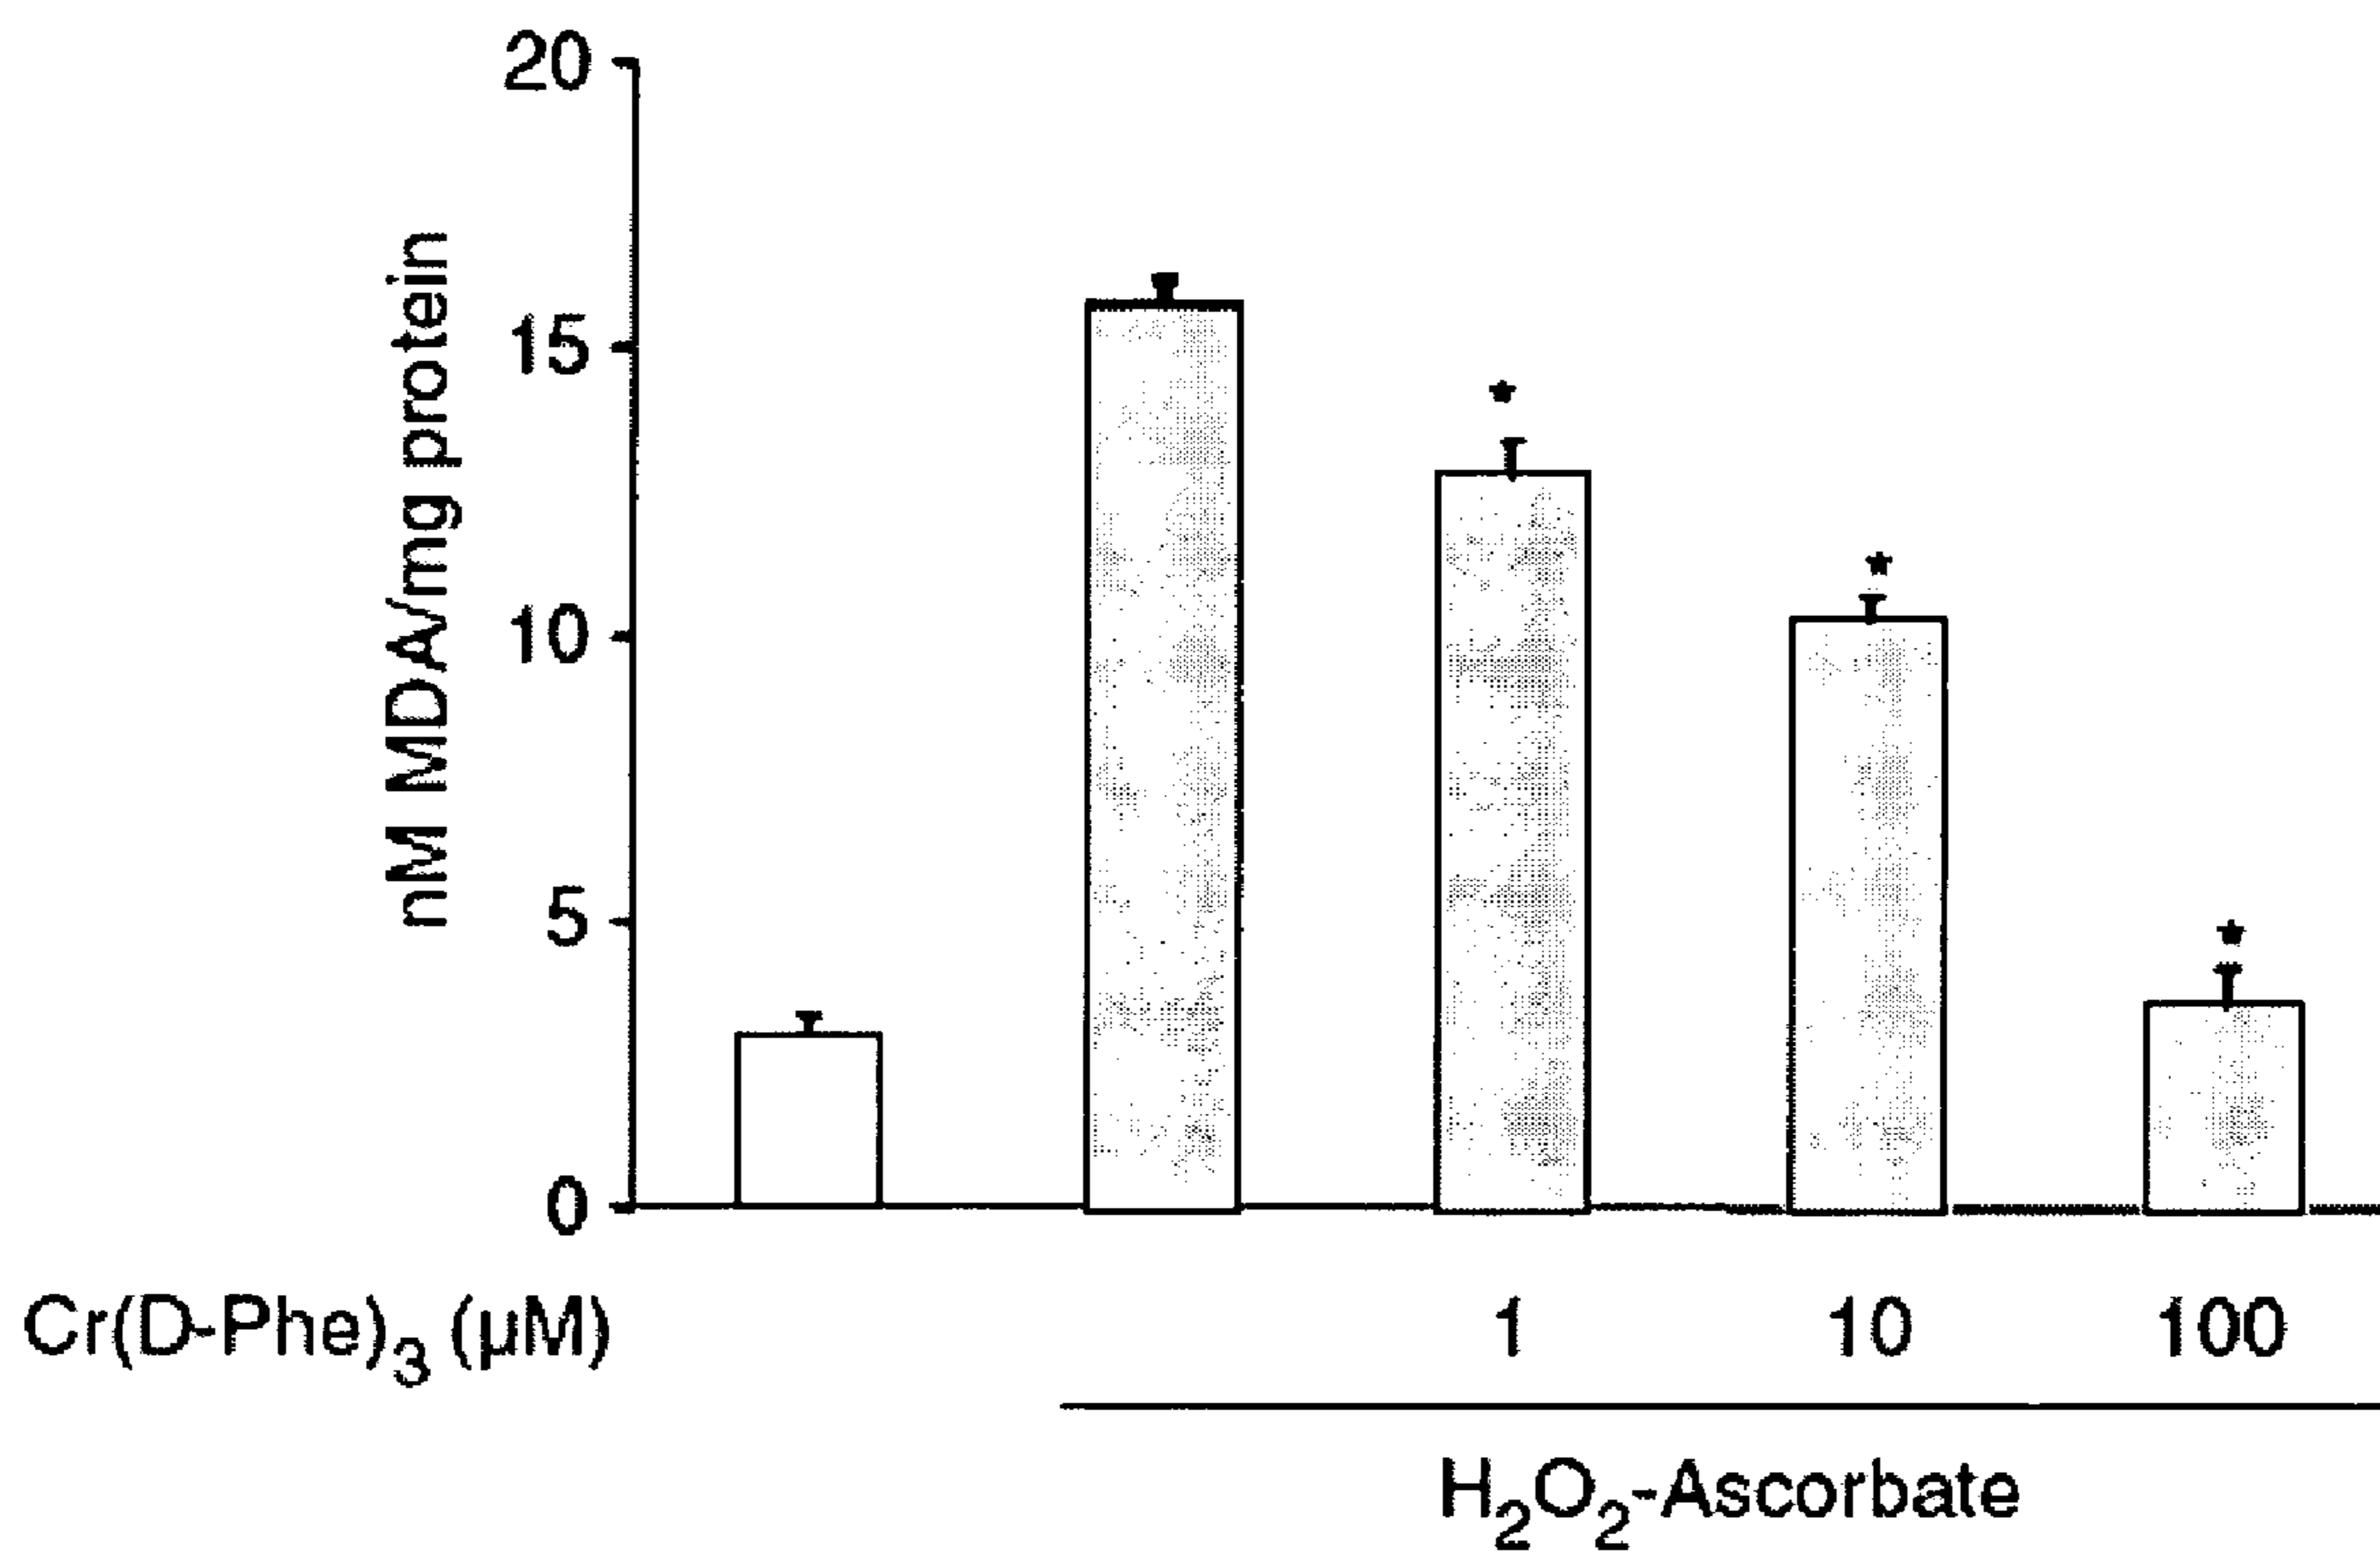 20
15
10
5
0
nM MDA/mg protein
*
*
*
Cr(D-Phe)3 (µM) 1 10 100
H2O2-Ascorbate